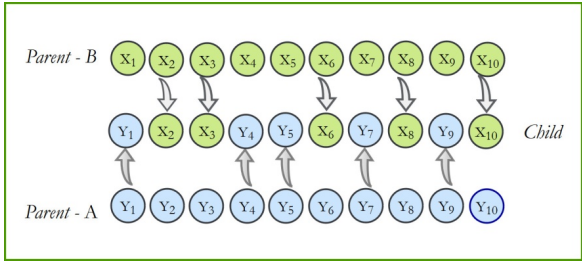 Parent - B X1 X2 X3 X4 X5 X6 X7 X8 X9 X10
Y1 X2 X3 Y4 Y5 X6 Y7 X8 Y9 X10 Child
Parent - A Y1 Y2 Y3 Y4 Y5 Y6 Y7 Y8 Y9 Y10